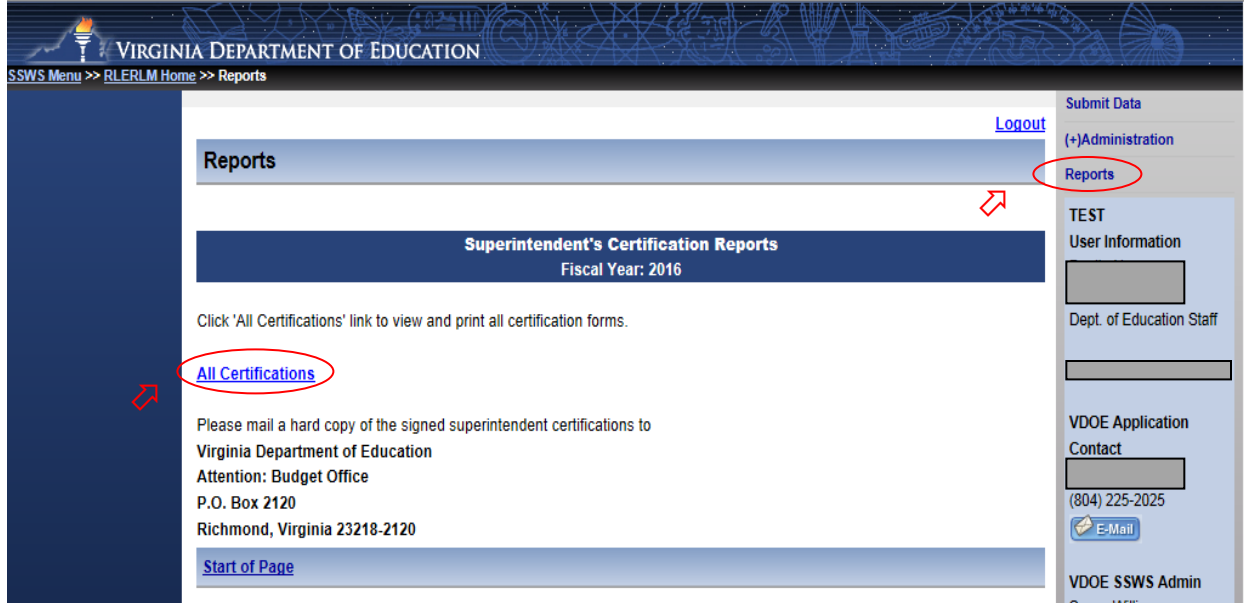 VIRGINIA DEPARTMENT OF EDUCATION
SSWS Menu >> RLERLM Home >> Reports
Logout
Reports
Superintendent's Certification Reports
Fiscal Year: 2016
Click 'All Certifications' link to view and print all certification forms.
All Certifications
Please mail a hard copy of the signed superintendent certifications to
Virginia Department of Education
Attention: Budget Office
P.O. Box 2120
Richmond, Virginia 23218-2120
Start of Page
Submit Data
(+)Administration
Reports
TEST
User Information
Dept. of Education Staff
VDOE Application
Contact
(804) 225-2025
E-Mail
VDOE SSWS Admin